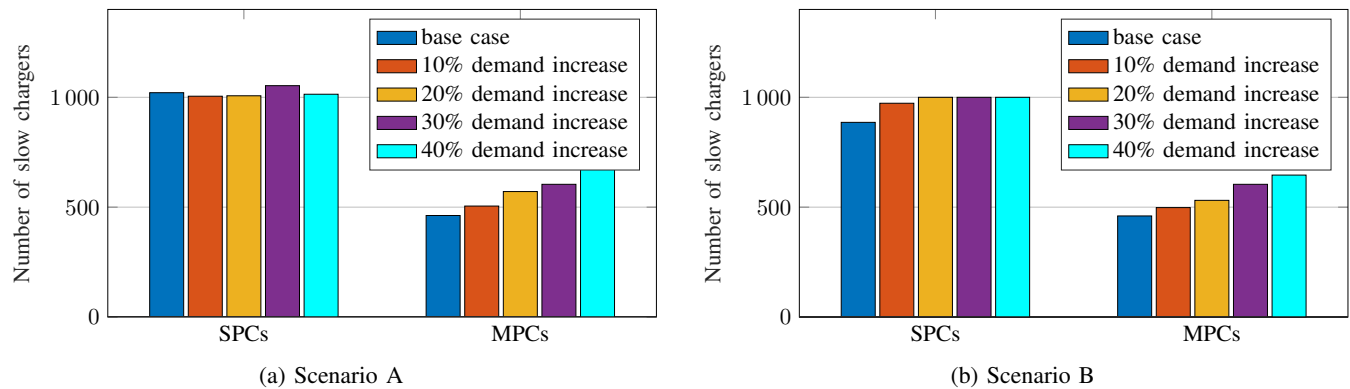 Number of slow chargers
1 000
500
0
base case
10% demand increase
20% demand increase
30% demand increase
40% demand increase
SPCs
MPCs
(a) Scenario A
Number of slow chargers
1 000
500
0
base case
10% demand increase
20% demand increase
30% demand increase
40% demand increase
SPCs
MPCs
(b) Scenario B